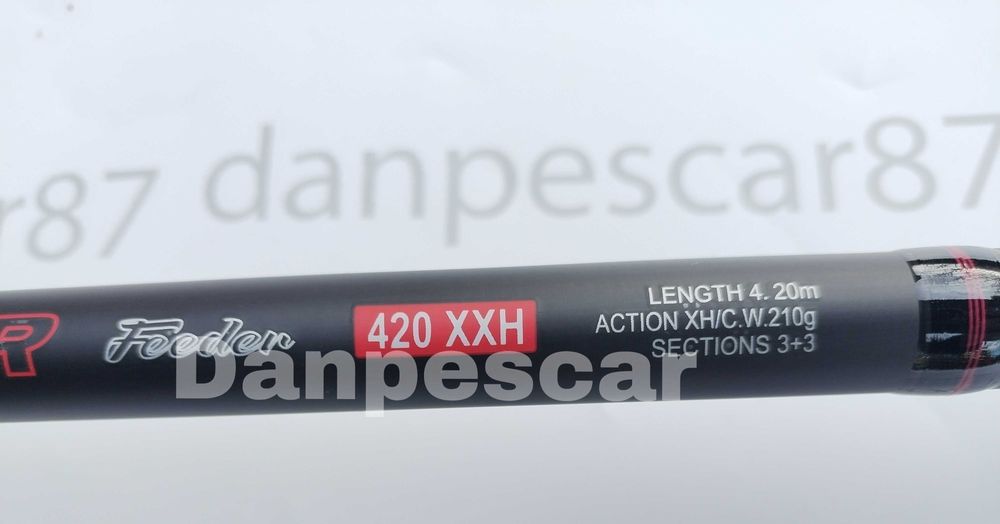 r87 danpescar87
R Feeder 420 XXH
LENGTH 4.20m
ACTION XH/C.W.210g
SECTIONS 3+3
Danpescar